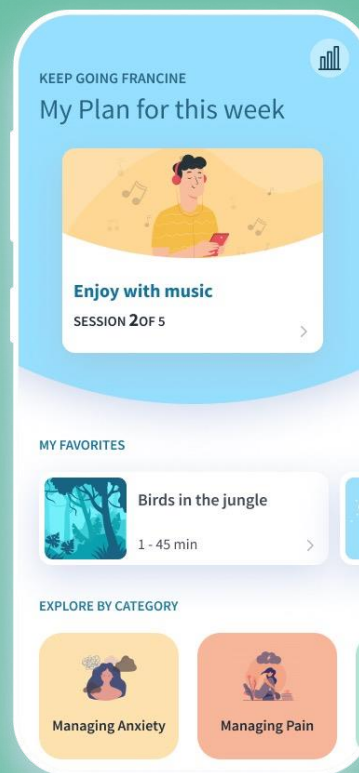 KEEP GOING FRANCINE
My Plan for this week
Enjoy with music
SESSION 2OF 5
MY FAVORITES
Birds in the jungle
1 - 45 min
EXPLORE BY CATEGORY
Managing Anxiety
Managing Pain